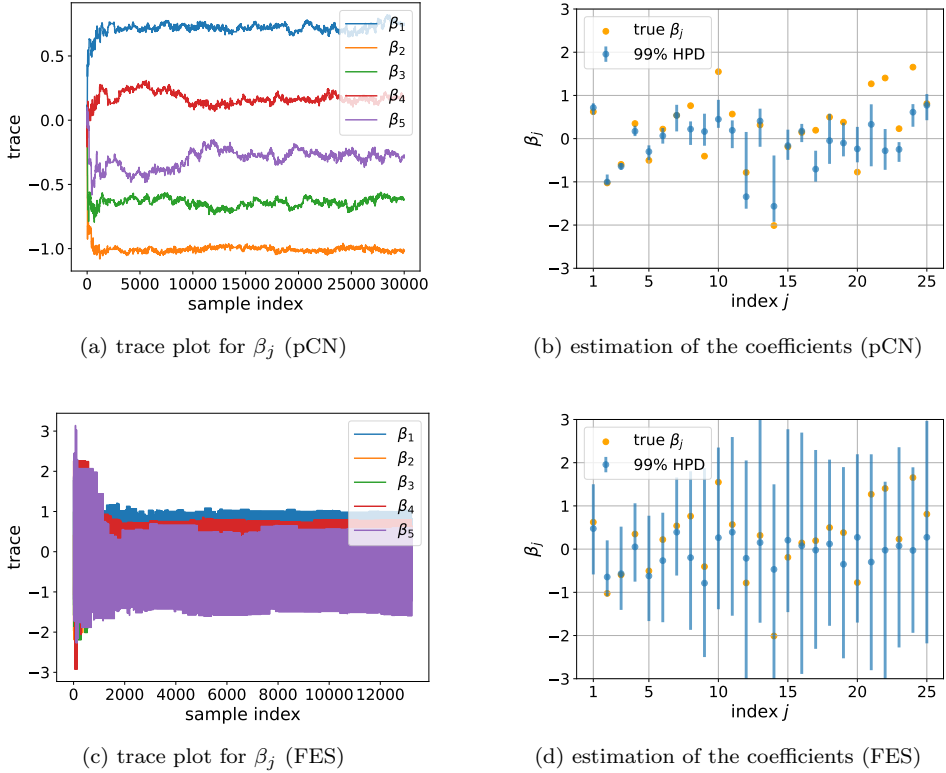 0.5
0.0
−0.5
−1.0
trace
β1
β2
β3
β4
β5
0 5000 10000 15000 20000 25000 30000
sample index
(a) trace plot for βj (pCN)
3
2
1
0
−1
−2
−3
βj
true βj
99% HPD
1 5 10 15 20 25
index j
(b) estimation of the coefficients (pCN)
3
2
1
0
−1
−2
−3
trace
β1
β2
β3
β4
β5
0 2000 4000 6000 8000 10000 12000
sample index
(c) trace plot for βj (FES)
3
2
1
0
−1
−2
−3
βj
true βj
99% HPD
1 5 10 15 20 25
index j
(d) estimation of the coefficients (FES)